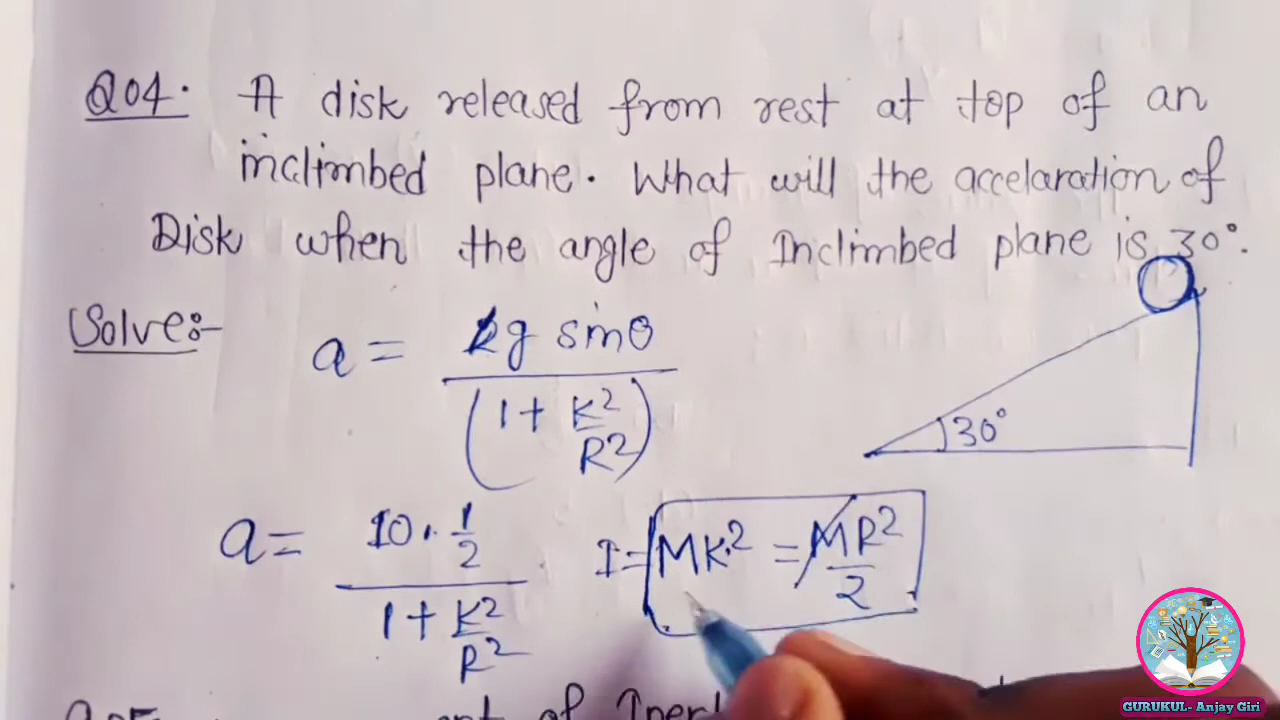 Q04. A disk released from rest at top of an
inclimbed plane. What will the accelaration of
Disk when the angle of Inclimbed plane is 30°.
Solve:-
a = g sinθ / (1 + K²/R²)
30°
a = 10 · 1/2 / 1 + K²/R²
I = MK² = MR²/2
of Inert
GURUKUL- Anjay Giri